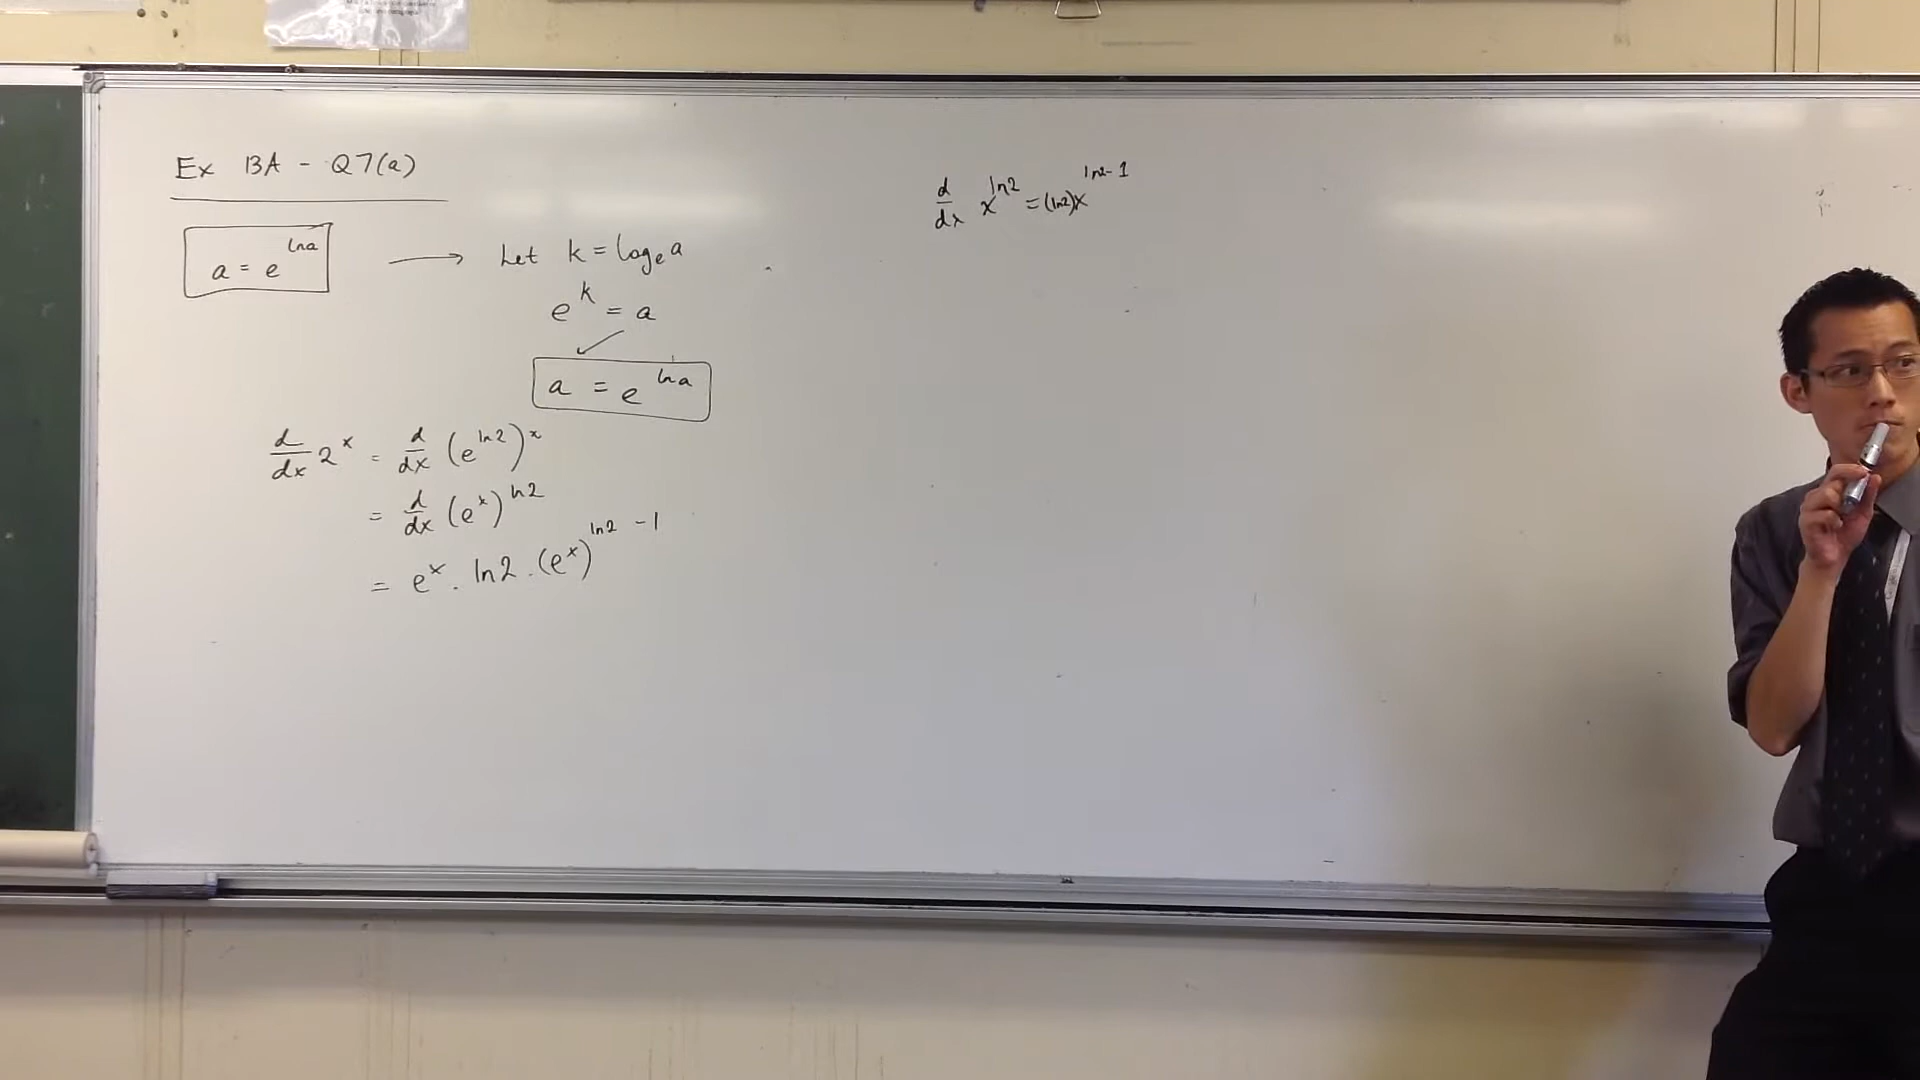 Ex 13A - Q7(a)
a = e^{ln a} → Let k = log_e a
e^k = a
a = e^{ln a}
d/dx 2^x = d/dx (e^{ln2})^x
= d/dx (e^x)^{ln2}
= e^x . ln2 . (e^x)^{ln2 - 1}
d/dx x^{ln2} = (ln2)x^{ln2 - 1}